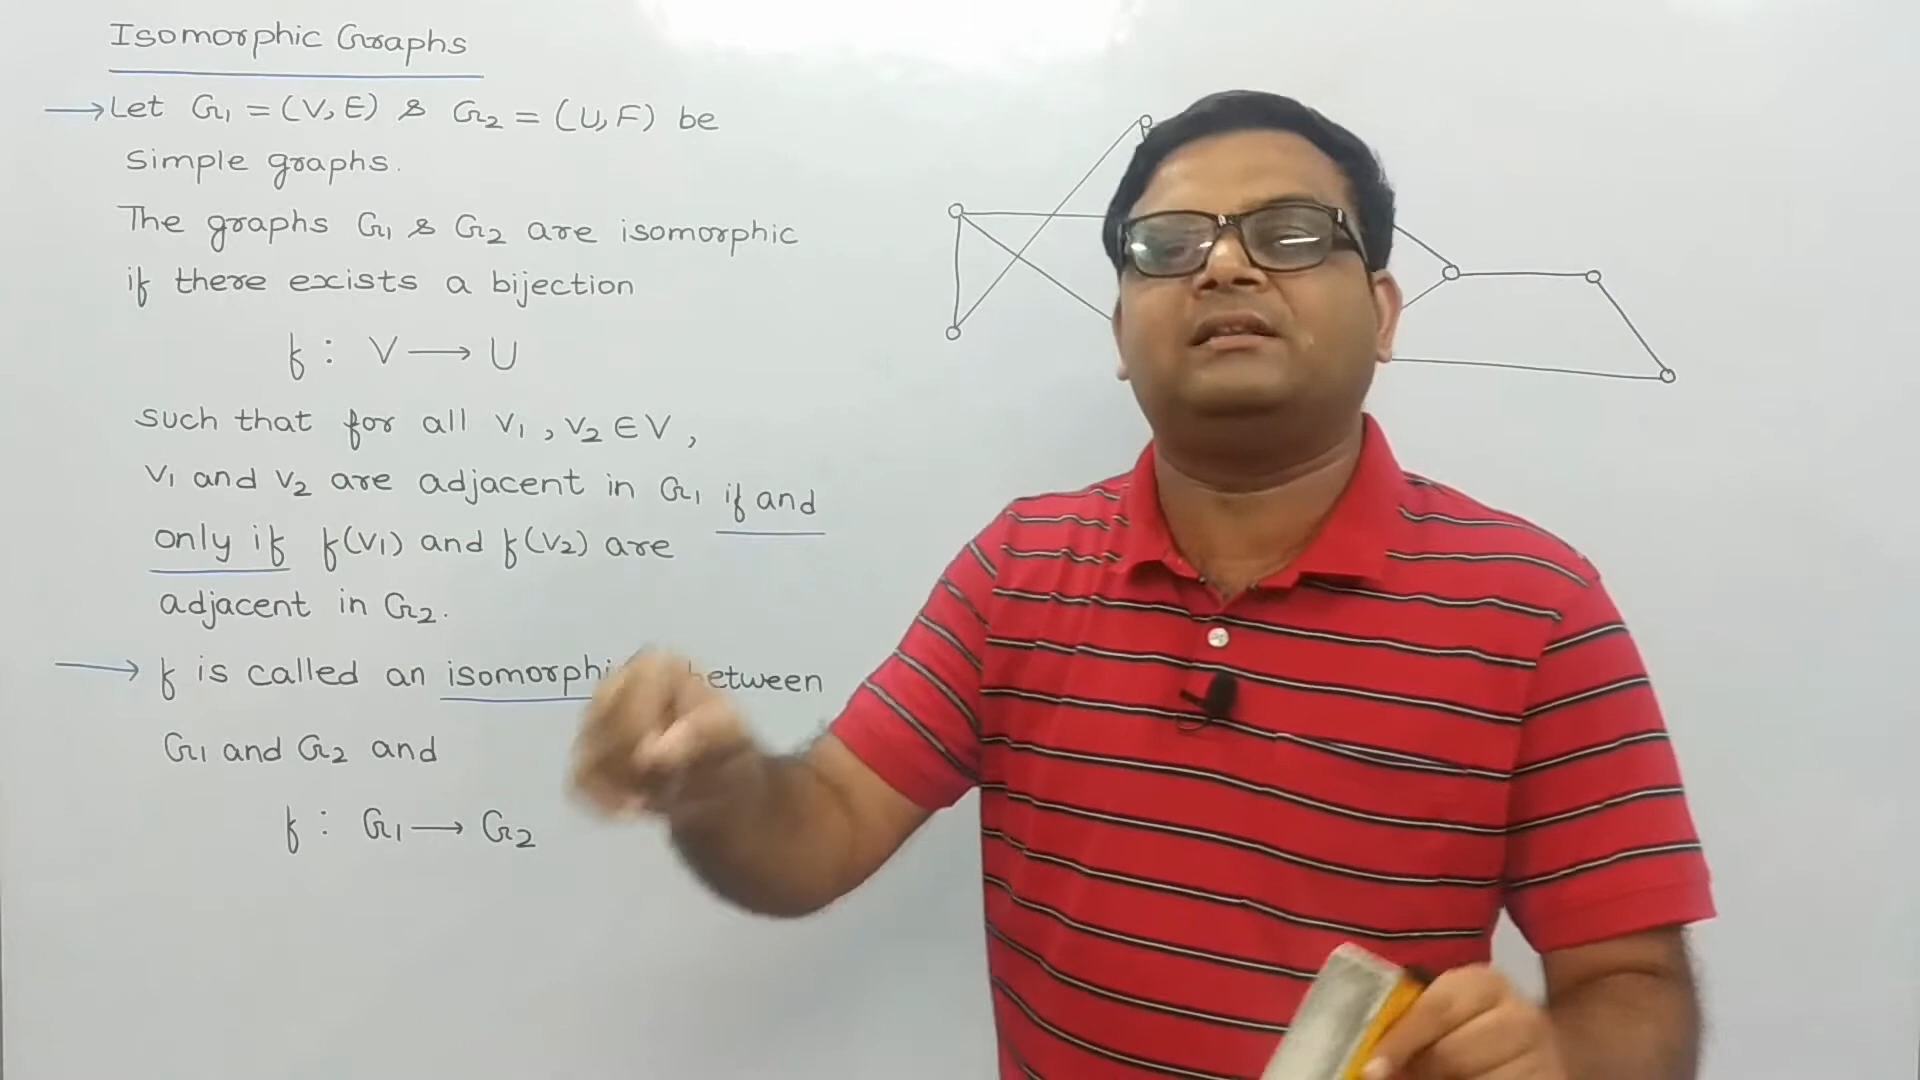 Isomorphic Graphs
→ Let G1 = (V, E) & G2 = (U, F) be
simple graphs.
The graphs G1 & G2 are isomorphic
if there exists a bijection
f : V → U
such that for all v1, v2 ∈ V,
v1 and v2 are adjacent in G1 if and
only if f(v1) and f(v2) are
adjacent in G2.
→ f is called an between
G1 and G2 and
f : G1 → G2